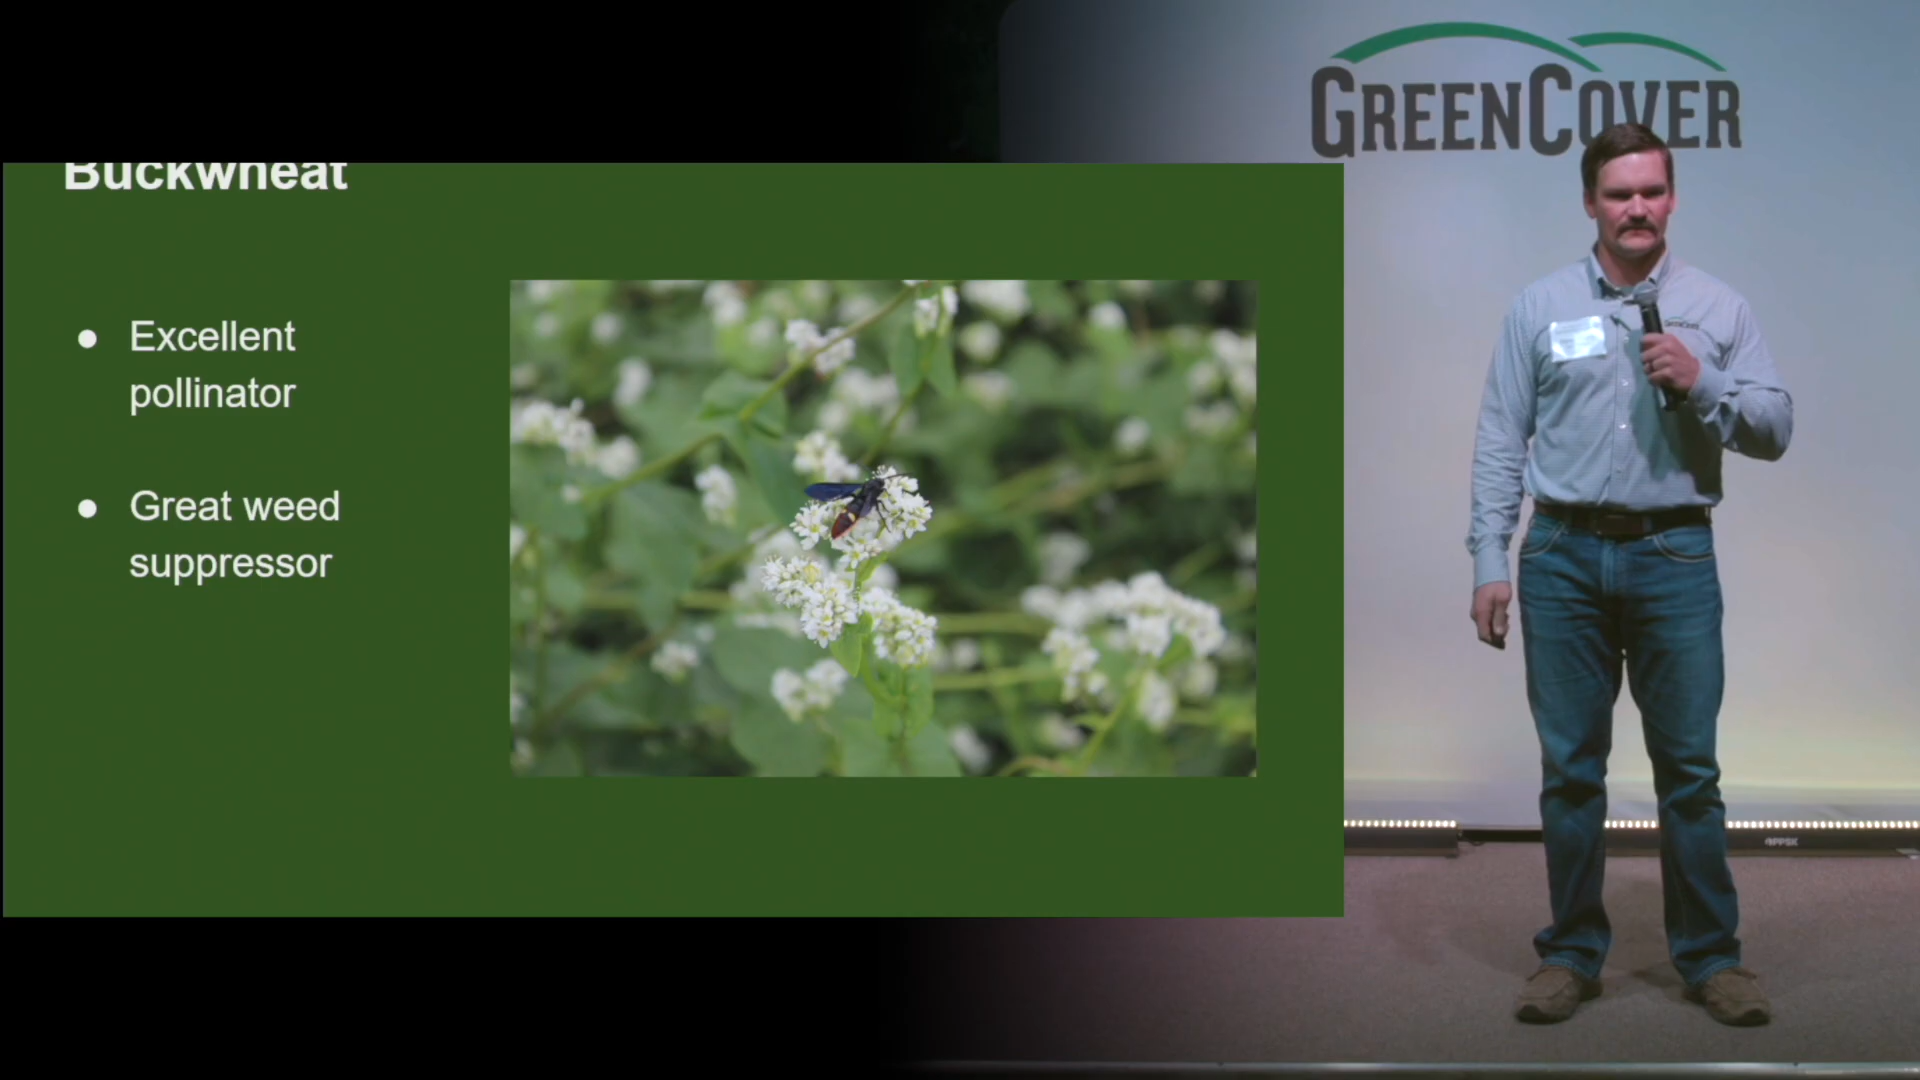 GREENCOVER
Buckwheat
● Excellent
pollinator
● Great weed
suppressor